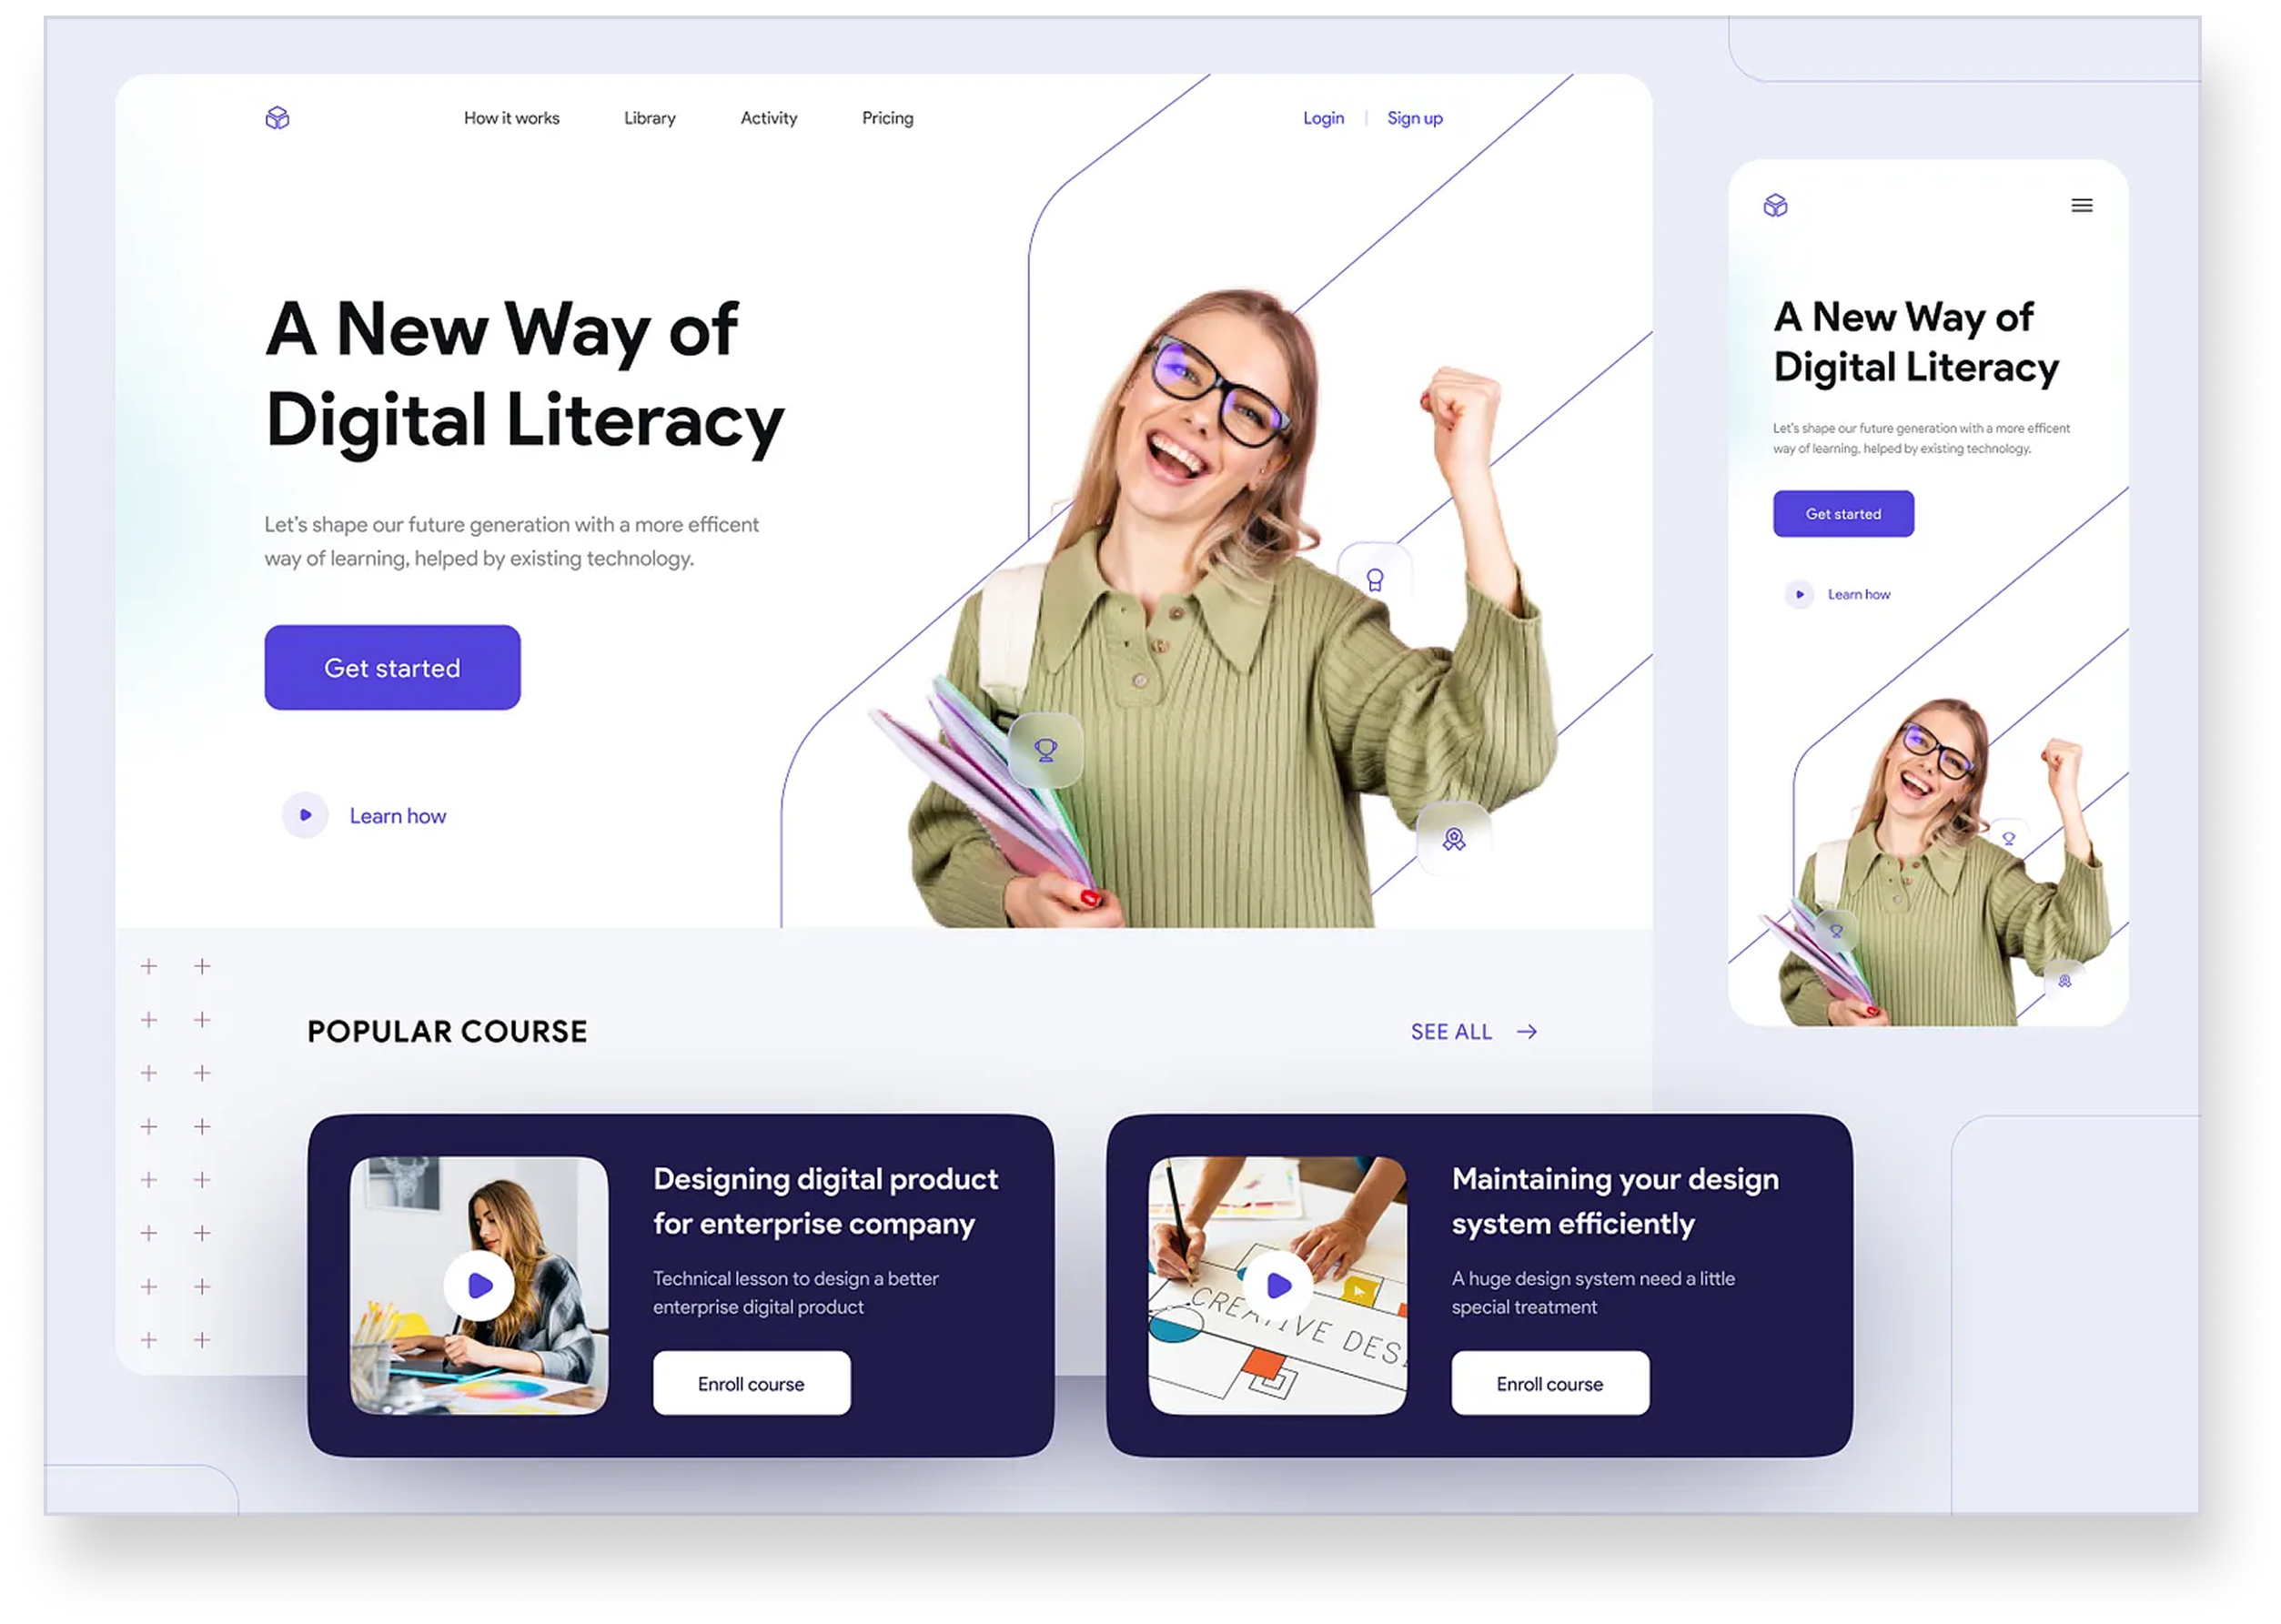 How it works
Library
Activity
Pricing
Login
Sign up
A New Way of
Digital Literacy
Let's shape our future generation with a more efficent
way of learning, helped by existing technology.
Get started
Learn how
A New Way of
Digital Literacy
Let's shape our future generation with a more efficent
way of learning, helped by existing technology.
Get started
Learn how
POPULAR COURSE
SEE ALL
Designing digital product
for enterprise company
Technical lesson to design a better
enterprise digital product
Enroll course
Maintaining your design
system efficiently
A huge design system need a little
special treatment
Enroll course